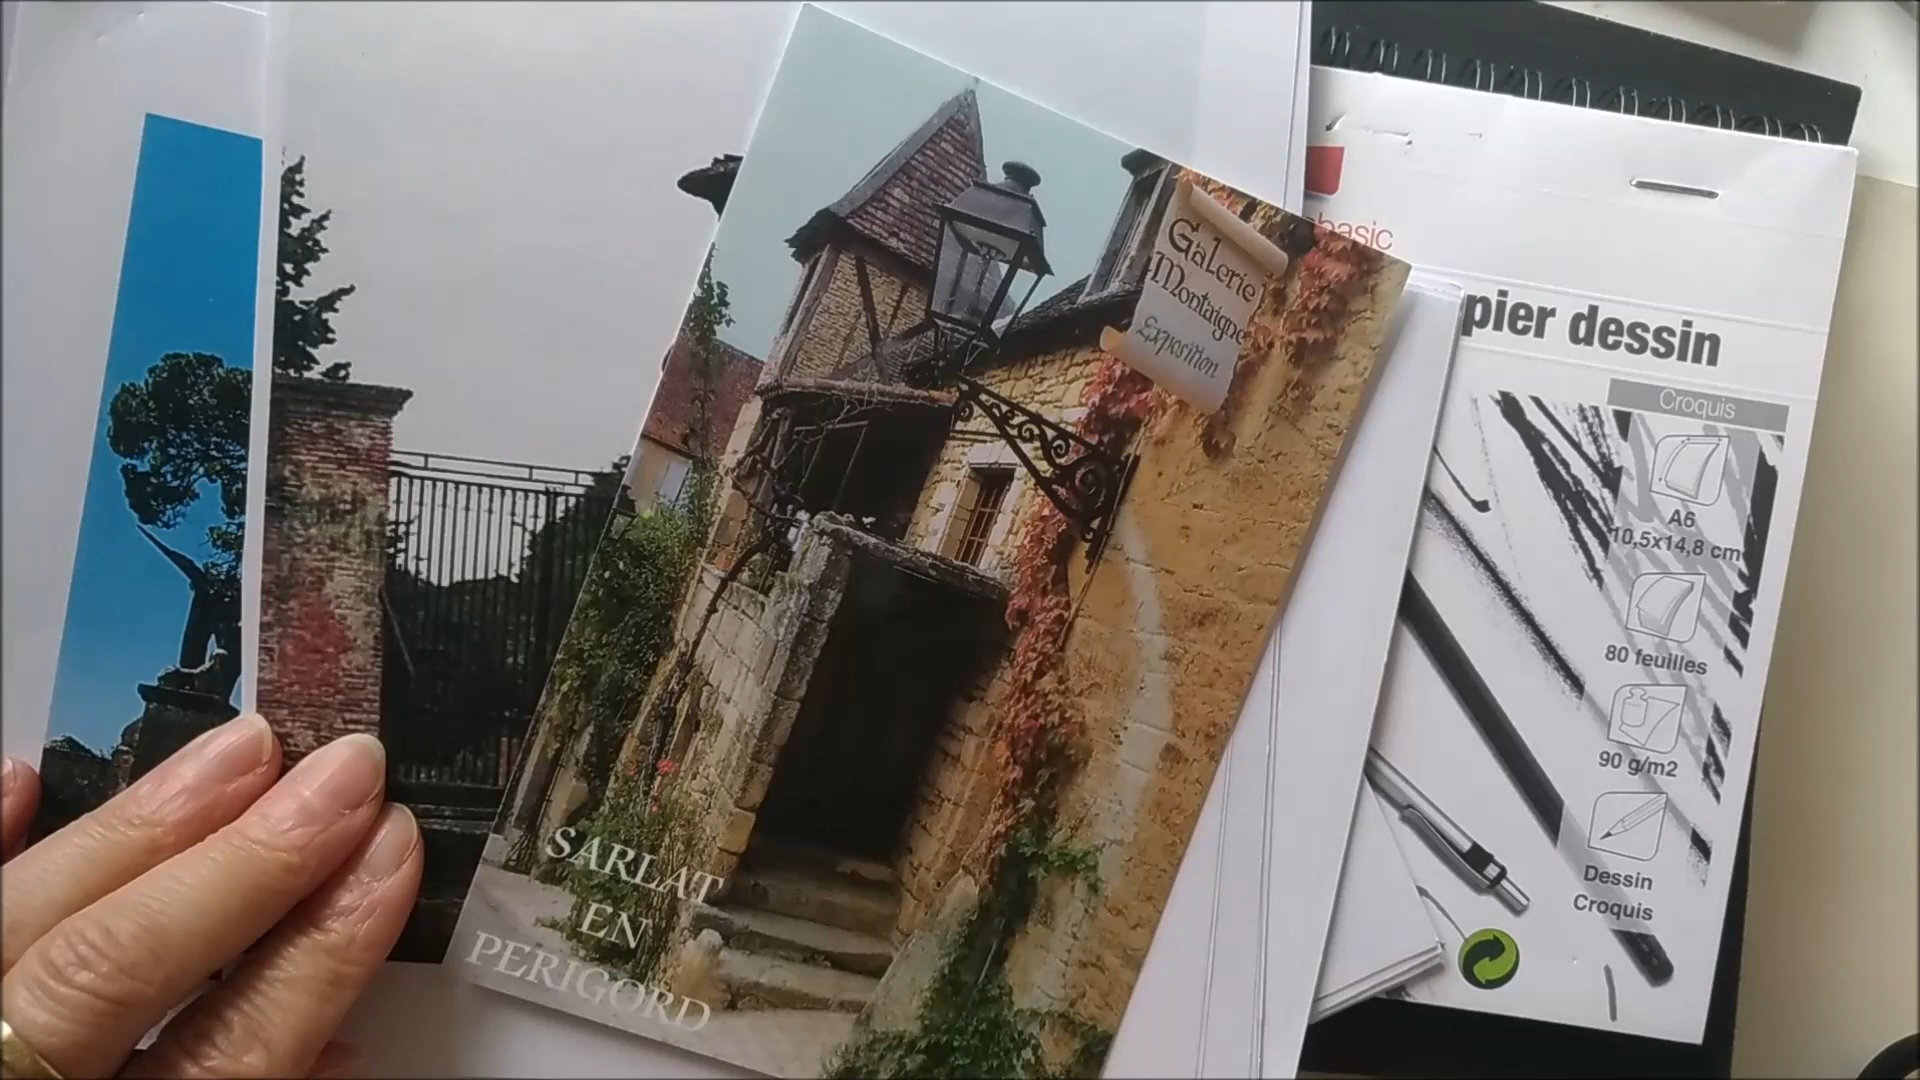 Galerie
Montaigne
Exposition
SARLAT
EN
PERIGORD
basic
pier dessin
Croquis
A6
10,5x14,8 cm
80 feuilles
90 g/m2
Dessin
Croquis